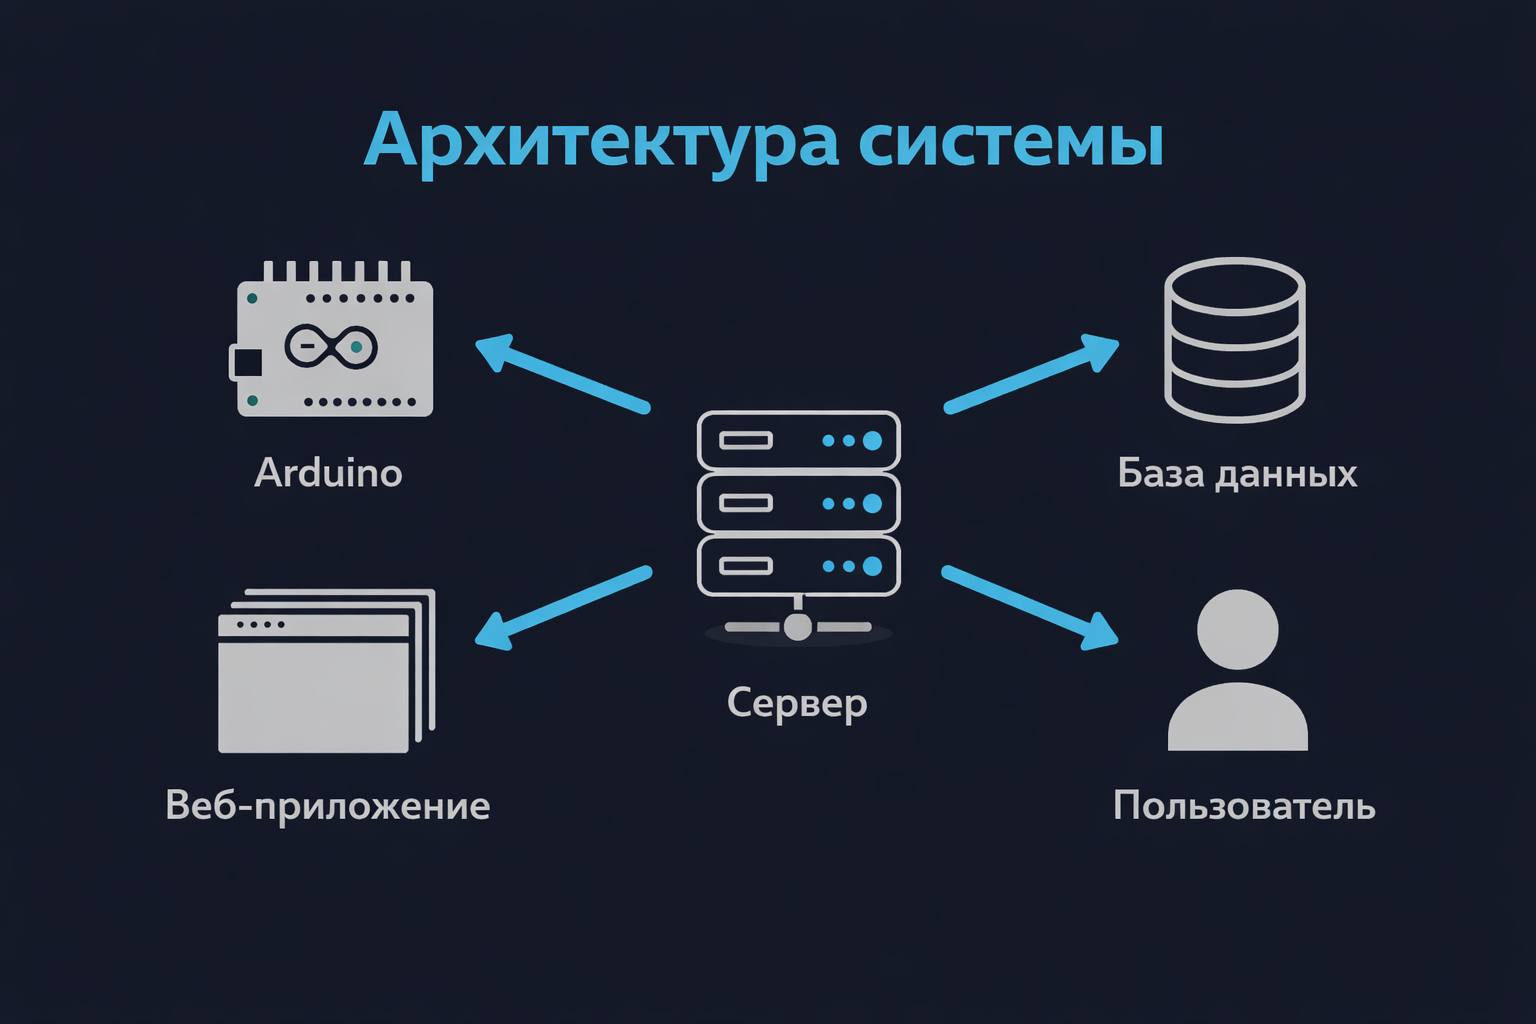 Архитектура системы
Arduino
База данных
Сервер
Веб-приложение
Пользователь